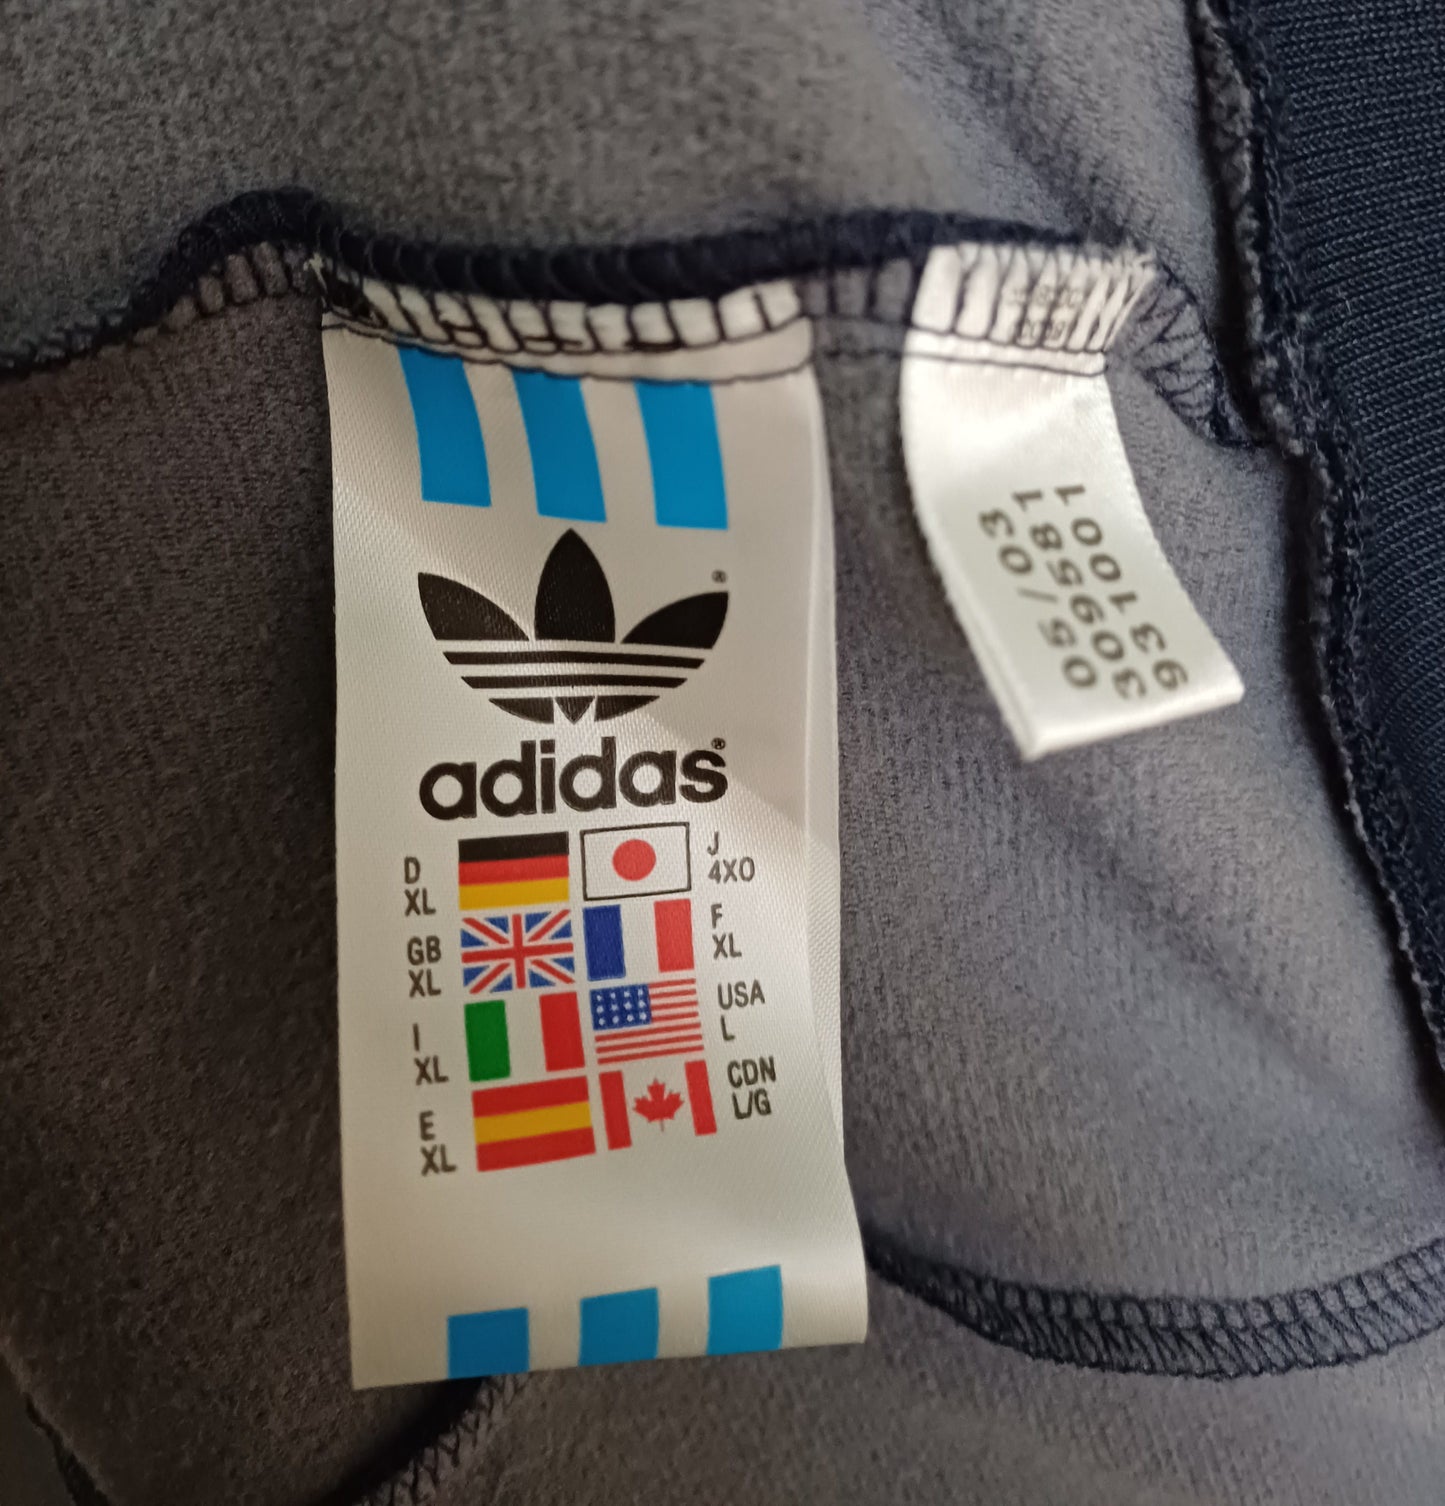 ®
adidas®
D
XL
J
4XO
GB
XL
F
XL
I
XL
USA
L
E
XL
CDN
L/G
05/03
309581
931001